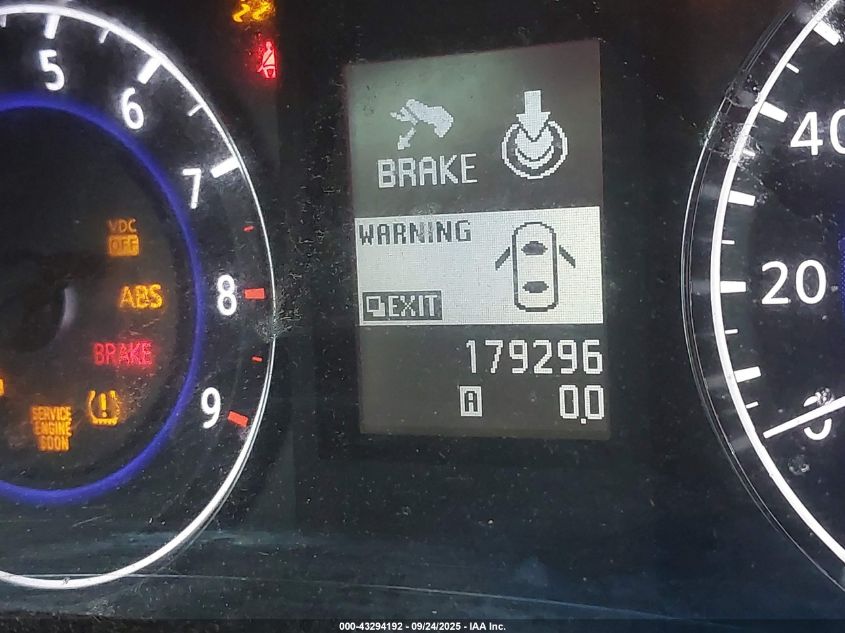 5
6
7
8
9
VDC
OFF
ABS
BRAKE
SERVICE
ENGINE
SOON
BRAKE
WARNING
EXIT
179296
A 0.0
40
20
0
000-43294192 - 09/24/2025 - IAA Inc.